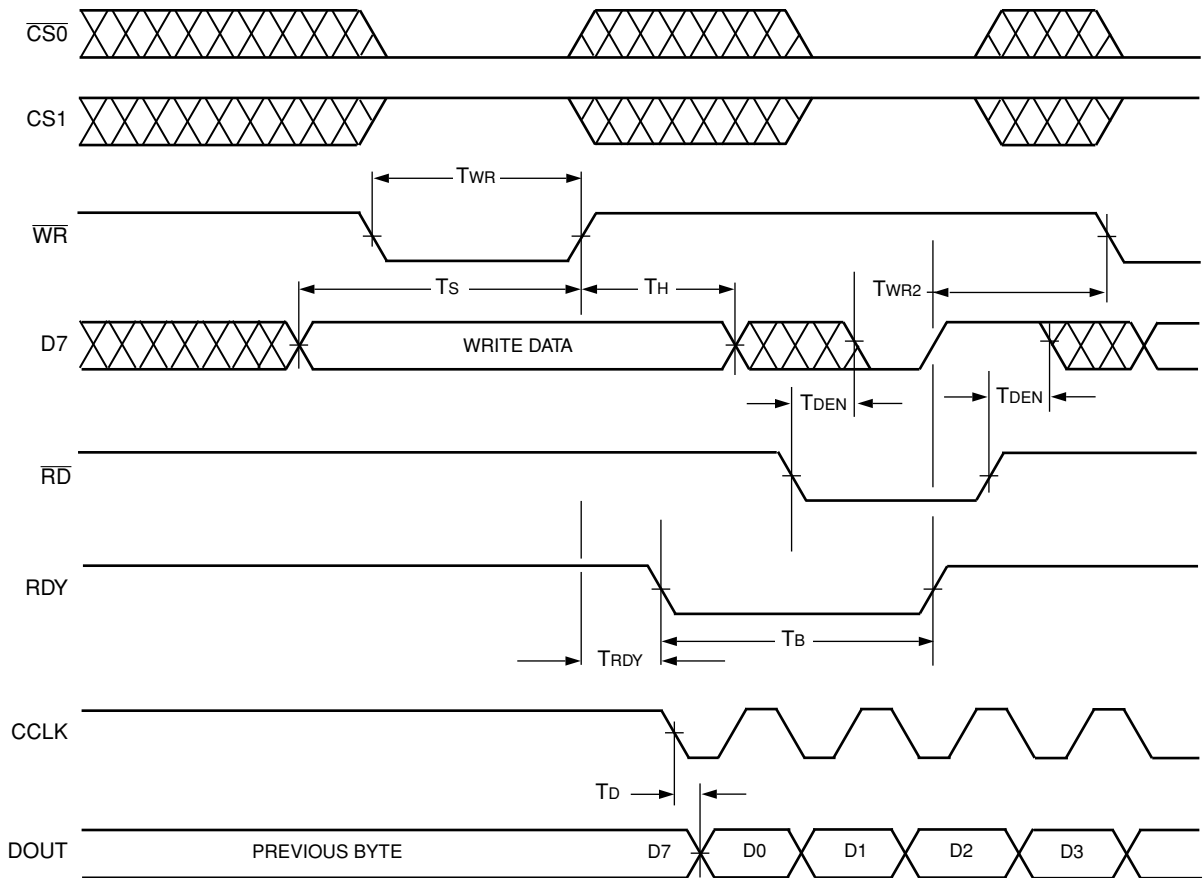 CS0
CS1
TWR
WR
TS
TH
TWR2
D7
WRITE DATA
TDEN
TDEN
RD
RDY
TB
TRDY
CCLK
TD
DOUT
PREVIOUS BYTE
D7
D0
D1
D2
D3